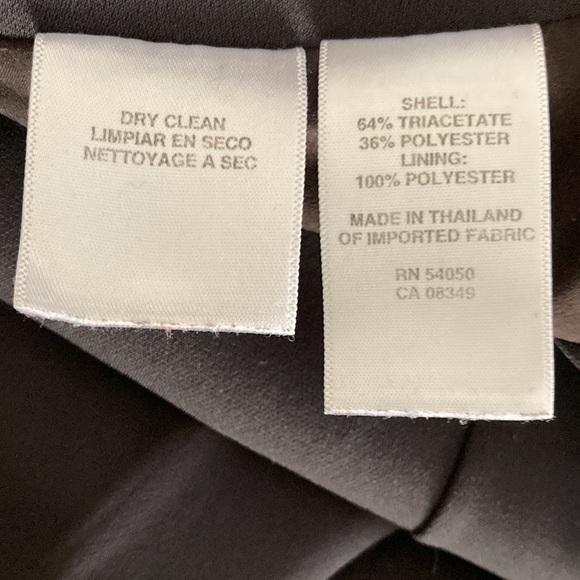 DRY CLEAN
LIMPIAR EN SECO
NETTOYAGE A SEC
SHELL:
64% TRIACETATE
36% POLYESTER
LINING:
100% POLYESTER
MADE IN THAILAND
OF IMPORTED FABRIC
RN 54050
CA 08349